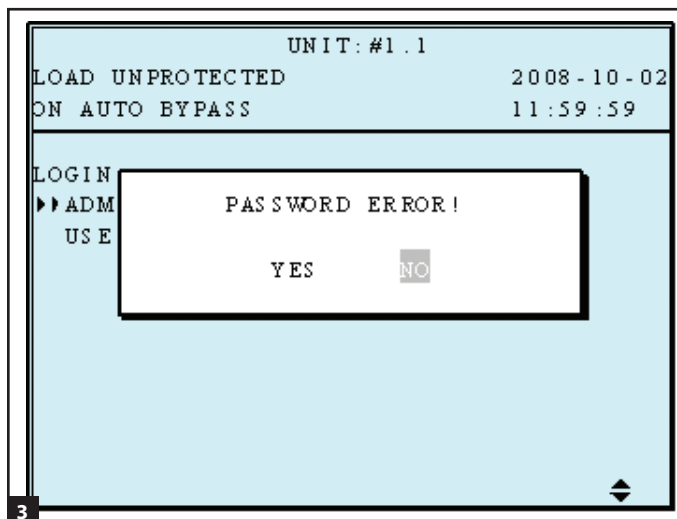 UNIT:#1.1
LOAD UNPROTECTED 2008-10-02
ON AUTO BYPASS 11:59:59
LOGIN
ADM
USE
PASSWORD ERROR!
YES NO
3